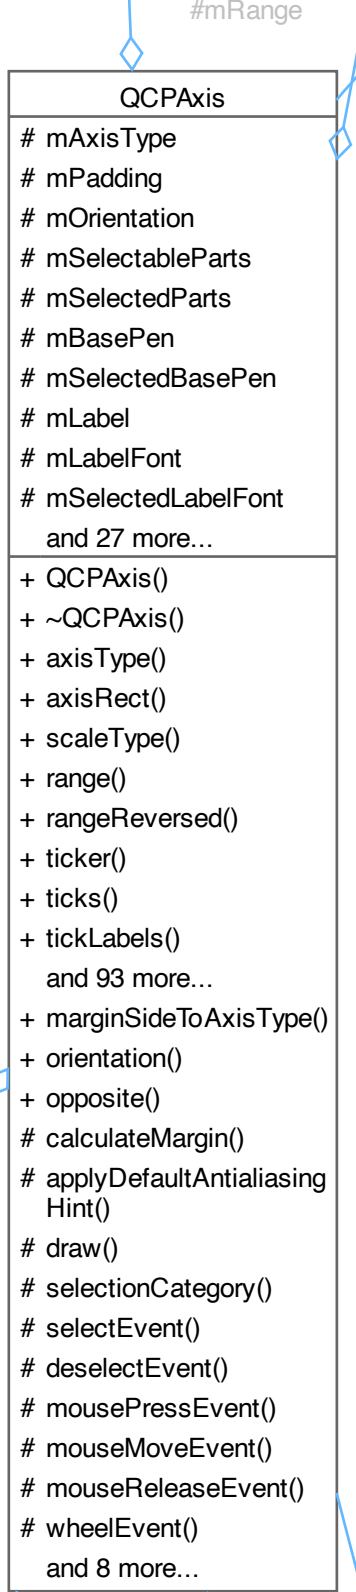 #mRange
QCPAxis
# mAxisType
# mPadding
# mOrientation
# mSelectableParts
# mSelectedParts
# mBasePen
# mSelectedBasePen
# mLabel
# mLabelFont
# mSelectedLabelFont
and 27 more...
+ QCPAxis()
+ ~QCPAxis()
+ axisType()
+ axisRect()
+ scaleType()
+ range()
+ rangeReversed()
+ ticker()
+ ticks()
+ tickLabels()
and 93 more...
+ marginSideToAxisType()
+ orientation()
+ opposite()
# calculateMargin()
# applyDefaultAntialiasing
Hint()
# draw()
# selectionCategory()
# selectEvent()
# deselectEvent()
# mousePressEvent()
# mouseMoveEvent()
# mouseReleaseEvent()
# wheelEvent()
and 8 more...